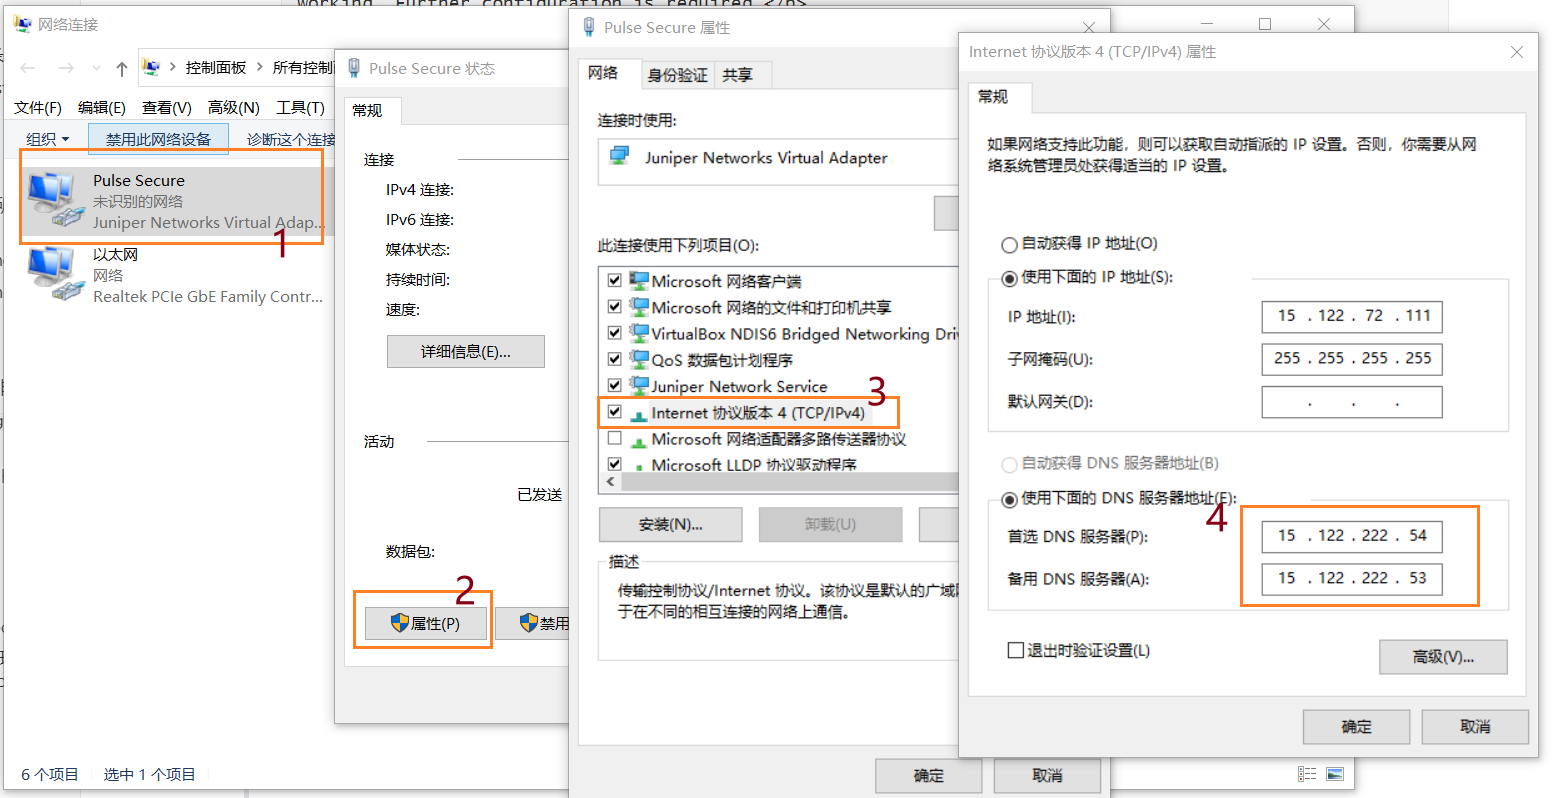 working. Further configuration is required.</p>
网络连接
控制面板
所有控制
文件(F) 编辑(E) 查看(V) 高级(N) 工具(T)
组织 禁用此网络设备 诊断这个连接
Pulse Secure
未识别的网络
Juniper Networks Virtual Adap...
1
以太网
网络
Realtek PCIe GbE Family Contr...
6 个项目 选中 1 个项目
Pulse Secure 状态
常规
连接
IPv4 连接:
IPv6 连接:
媒体状态:
持续时间:
速度:
详细信息(E)...
活动
已发送
数据包:
2
属性(P) 禁用
Pulse Secure 属性
网络 身份验证 共享
连接时使用:
Juniper Networks Virtual Adapter
此连接使用下列项目(O):
Microsoft 网络客户端
Microsoft 网络的文件和打印机共享
VirtualBox NDIS6 Bridged Networking Driv
QoS 数据包计划程序
Juniper Network Service
3
Internet 协议版本 4 (TCP/IPv4)
Microsoft 网络适配器多路传送器协议
Microsoft LLDP 协议驱动程序
安装(N)... 卸载(U)
描述
传输控制协议/Internet 协议。该协议是默认的广域
于在不同的相互连接的网络上通信。
确定 取消
Internet 协议版本 4 (TCP/IPv4) 属性
常规
如果网络支持此功能，则可以获取自动指派的 IP 设置。否则，你需要从网
络系统管理员处获得适当的 IP 设置。
自动获得 IP 地址(O)
使用下面的 IP 地址(S):
IP 地址(I): 15 . 122 . 72 . 111
子网掩码(U): 255 . 255 . 255 . 255
默认网关(D): . . .
自动获得 DNS 服务器地址(B)
使用下面的 DNS 服务器地址(E):
4
首选 DNS 服务器(P): 15 . 122 . 222 . 54
备用 DNS 服务器(A): 15 . 122 . 222 . 53
退出时验证设置(L)
高级(V)...
确定 取消